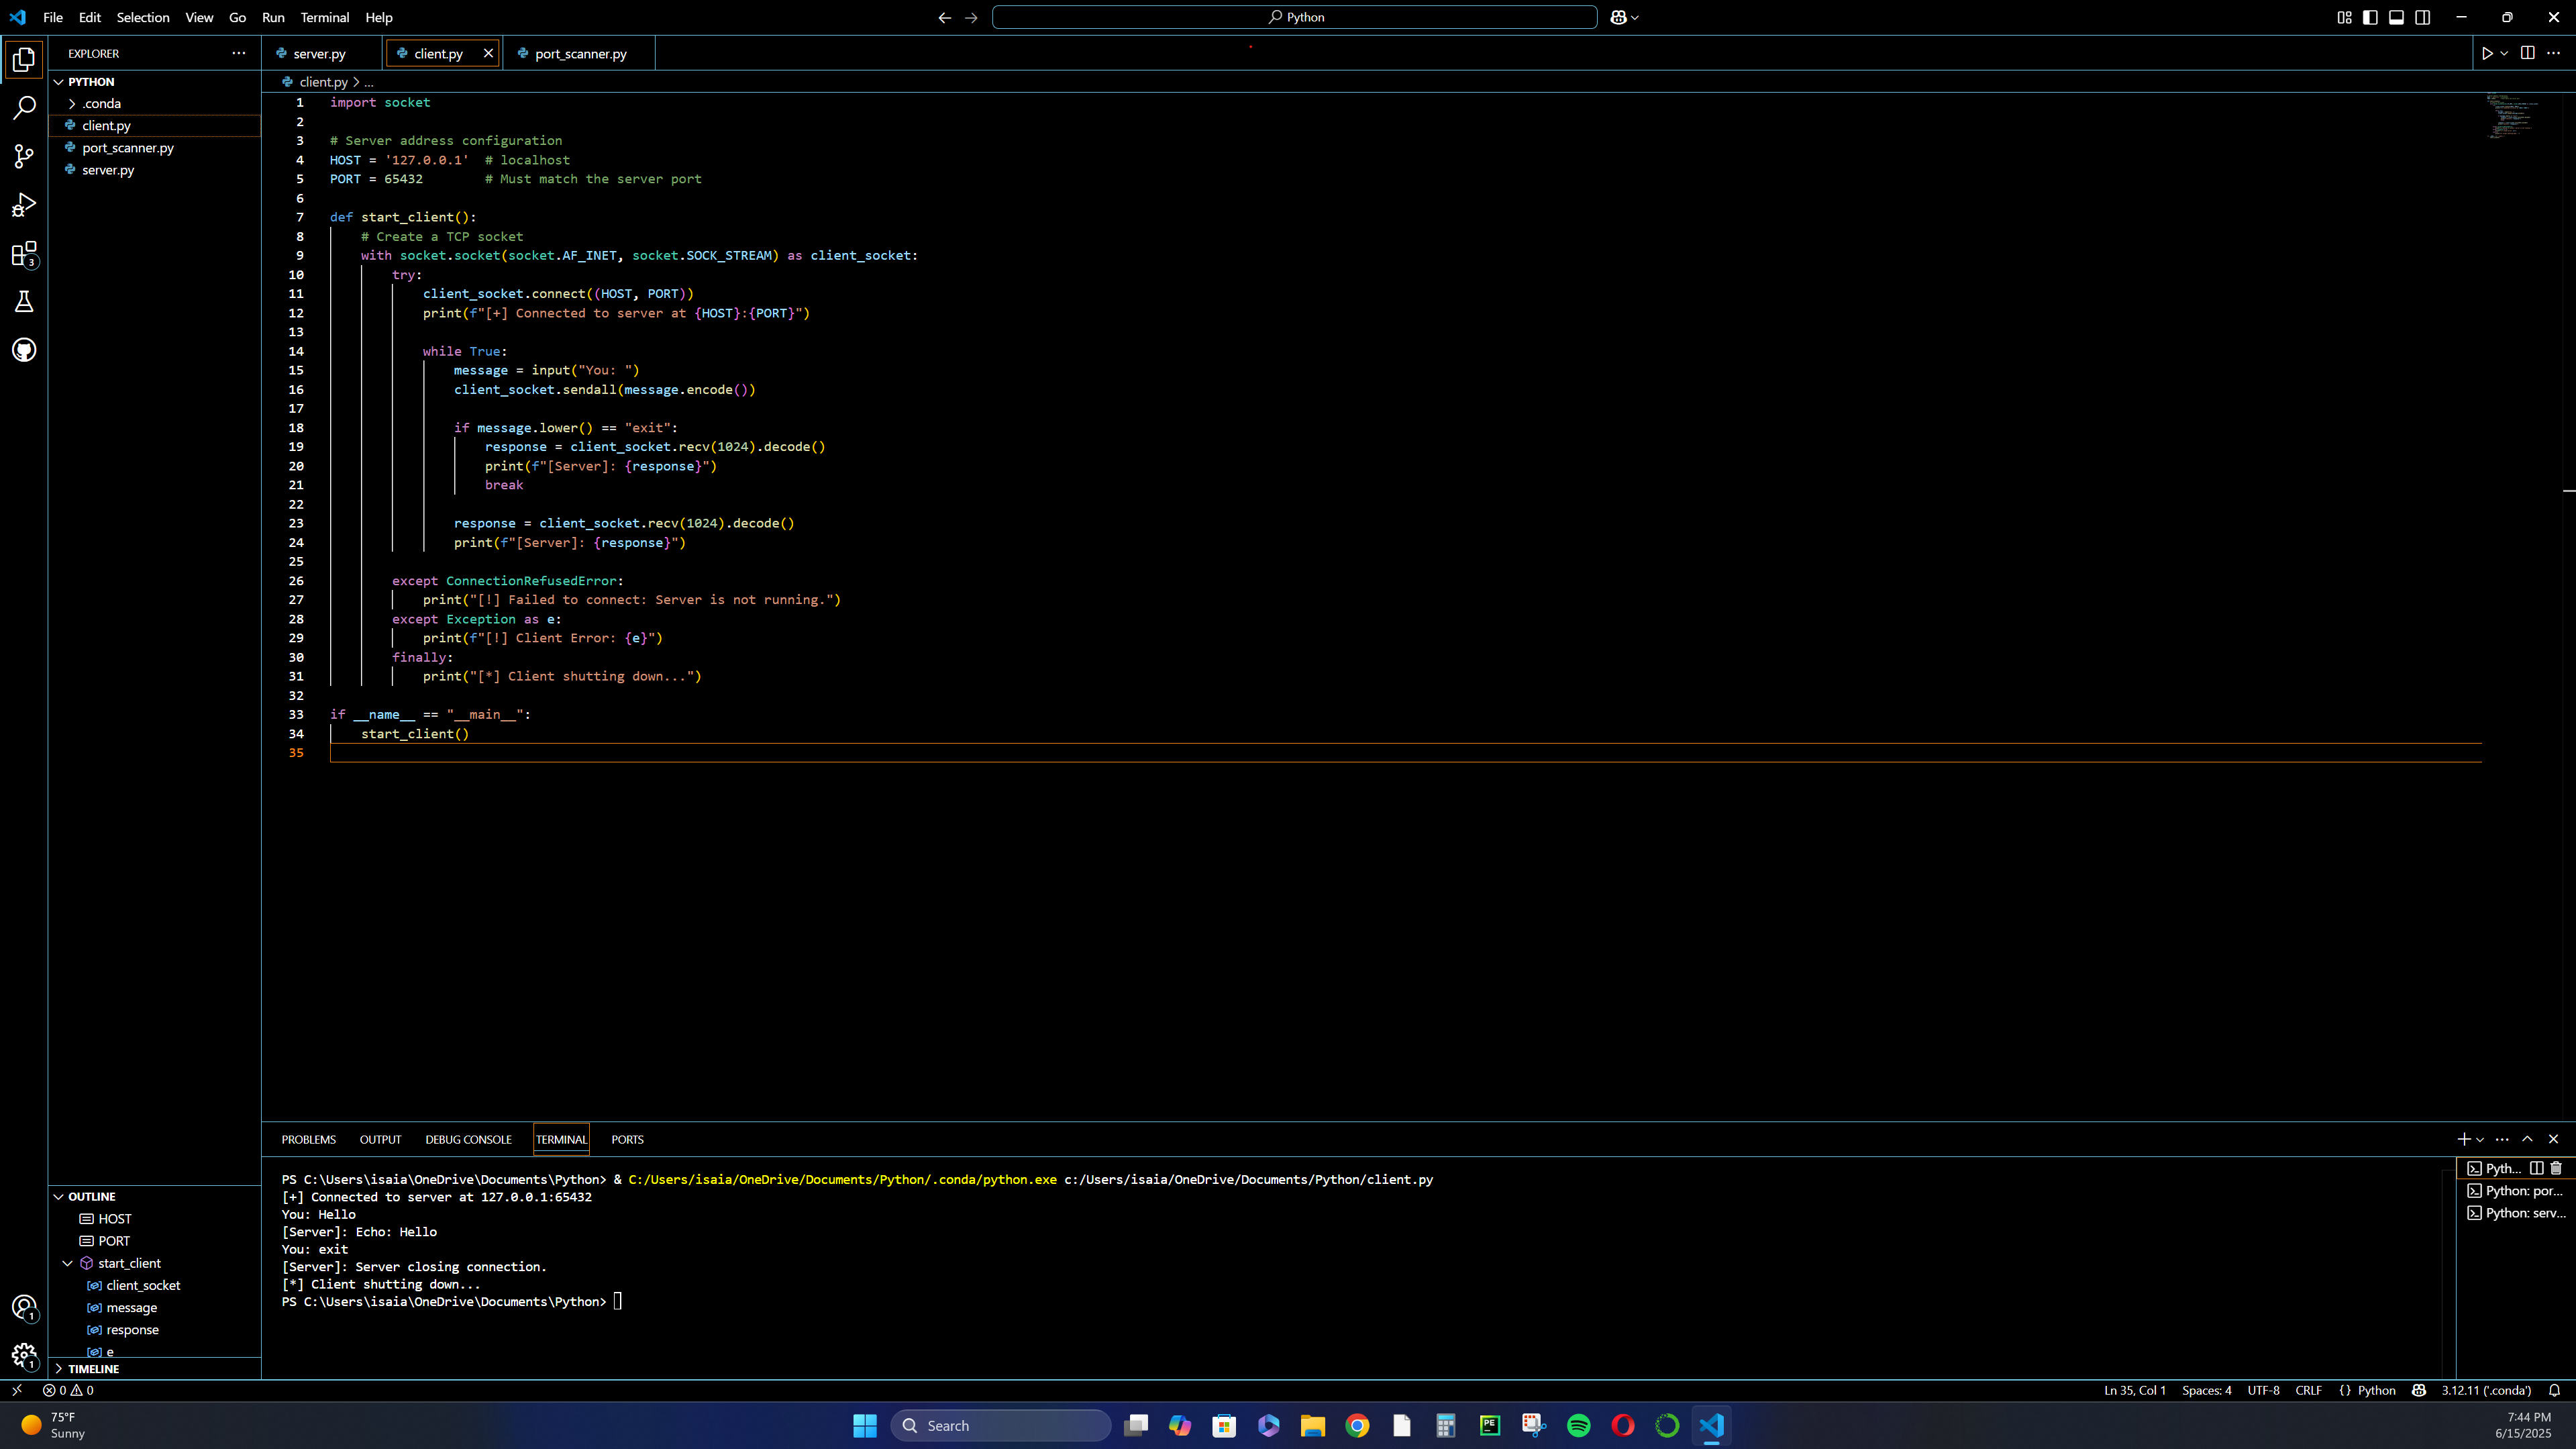 File Edit Selection View Go Run Terminal Help
Python
EXPLORER
PYTHON
.conda
client.py
port_scanner.py
server.py
3
server.py client.py port_scanner.py
client.py > ...
1 import socket
2
3 # Server address configuration
4 HOST = '127.0.0.1'  # localhost
5 PORT = 65432        # Must match the server port
6
7 def start_client():
8     # Create a TCP socket
9     with socket.socket(socket.AF_INET, socket.SOCK_STREAM) as client_socket:
10         try:
11             client_socket.connect((HOST, PORT))
12             print(f"[+] Connected to server at {HOST}:{PORT}")
13
14             while True:
15                 message = input("You: ")
16                 client_socket.sendall(message.encode())
17
18                 if message.lower() == "exit":
19                     response = client_socket.recv(1024).decode()
20                     print(f"[Server]: {response}")
21                     break
22
23                 response = client_socket.recv(1024).decode()
24                 print(f"[Server]: {response}")
25
26         except ConnectionRefusedError:
27             print("[!] Failed to connect: Server is not running.")
28         except Exception as e:
29             print(f"[!] Client Error: {e}")
30         finally:
31             print("[*] Client shutting down...")
32
33 if __name__ == "__main__":
34     start_client()
35
OUTLINE
HOST
PORT
start_client
client_socket
message
response
e
TIMELINE
1
1
PROBLEMS OUTPUT DEBUG CONSOLE TERMINAL PORTS
PS C:\Users\isaia\OneDrive\Documents\Python> & C:/Users/isaia/OneDrive/Documents/Python/.conda/python.exe c:/Users/isaia/OneDrive/Documents/Python/client.py
[+] Connected to server at 127.0.0.1:65432
You: Hello
[Server]: Echo: Hello
You: exit
[Server]: Server closing connection.
[*] Client shutting down...
PS C:\Users\isaia\OneDrive\Documents\Python>
Pyth...
Python: por...
Python: serv...
0 0
Ln 35, Col 1 Spaces: 4 UTF-8 CRLF {} Python 3.12.11 ('.conda')
75°F
Sunny
Search
PE
7:44 PM
6/15/2025